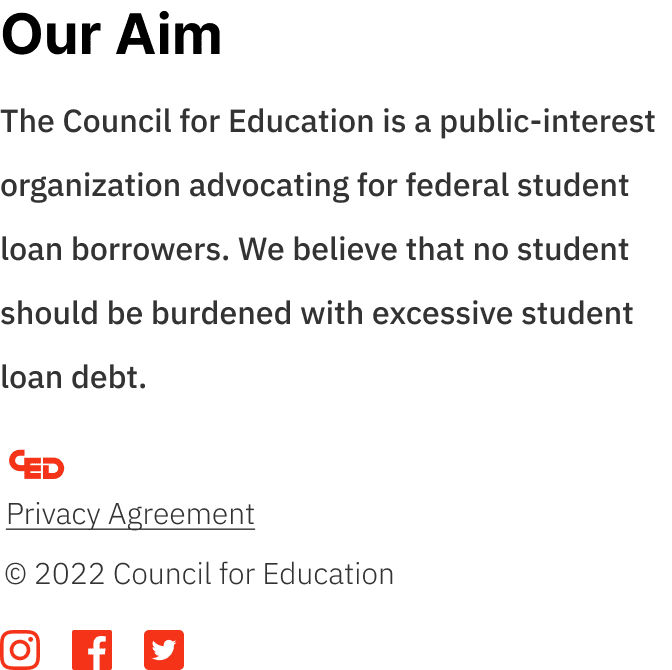 Our Aim
The Council for Education is a public-interest
organization advocating for federal student
loan borrowers. We believe that no student
should be burdened with excessive student
loan debt.
CED
Privacy Agreement
© 2022 Council for Education